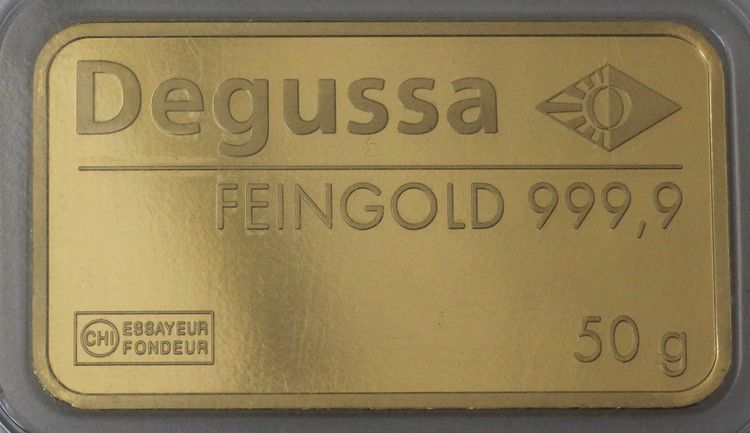 Degussa
FEINGOLD 999,9
CHI ESSAYEUR
FONDEUR
50 g